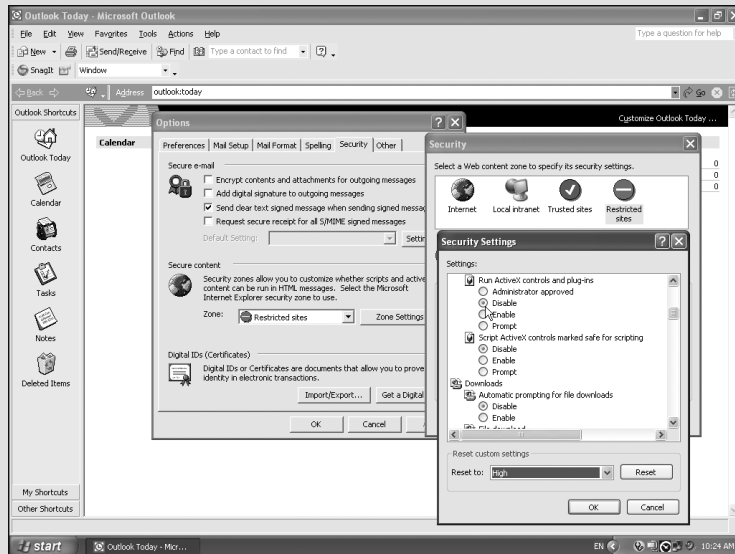 Outlook Today - Microsoft Outlook
File Edit View Favorites Tools Actions Help
Type a question for help
New Send/Receive Find Type a contact to find
SnagIt Window
Back Address outlook:today Go
Outlook Shortcuts
Customize Outlook Today ...
Outlook Today
Calendar
Contacts
Tasks
Notes
Deleted Items
My Shortcuts
Other Shortcuts
Calendar
0
0
0
Options
Preferences Mail Setup Mail Format Spelling Security Other
Secure e-mail
Encrypt contents and attachments for outgoing messages
Add digital signature to outgoing messages
Send clear text signed message when sending signed messag
Request secure receipt for all S/MIME signed messages
Default Setting: Settin
Secure content
Security zones allow you to customize whether scripts and active
content can be run in HTML messages. Select the Microsoft
Internet Explorer security zone to use.
Zone: Restricted sites Zone Settings
Digital IDs (Certificates)
Digital IDs or Certificates are documents that allow you to prove
identity in electronic transactions.
Import/Export... Get a Digital
OK Cancel
Security
Select a Web content zone to specify its security settings.
Internet Local intranet Trusted sites Restricted
sites
Security Settings
Settings:
Run ActiveX controls and plug-ins
Administrator approved
Disable
Enable
Prompt
Script ActiveX controls marked safe for scripting
Disable
Enable
Prompt
Downloads
Automatic prompting for file downloads
Disable
Enable
File download
Reset custom settings
Reset to: High Reset
OK Cancel
start Outlook Today - Micr... EN 10:24 AM